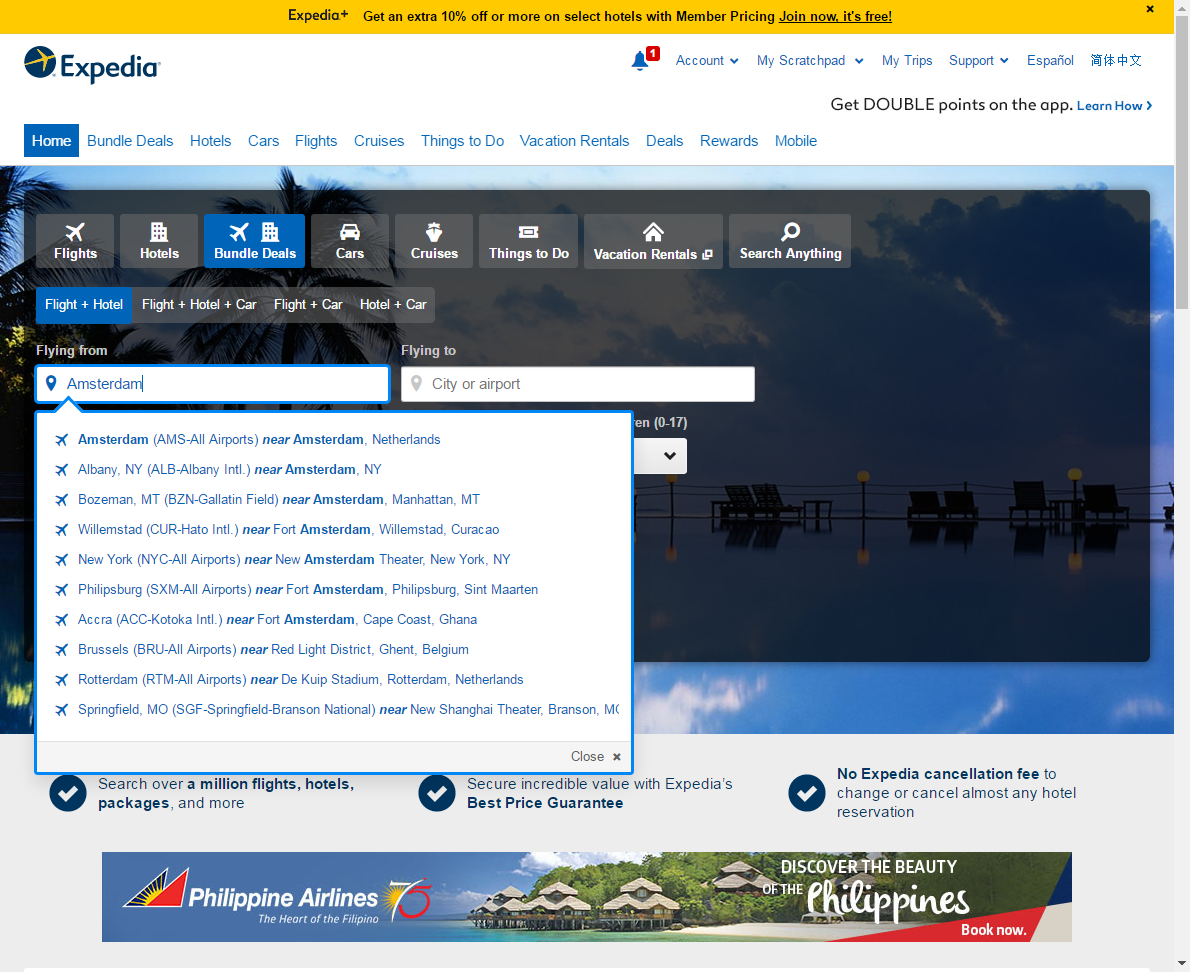 Expedia+ Get an extra 10% off or more on select hotels with Member Pricing Join now, it's free!
Expedia
1
Account My Scratchpad My Trips Support Español 简体中文
Get DOUBLE points on the app. Learn How
Home Bundle Deals Hotels Cars Flights Cruises Things to Do Vacation Rentals Deals Rewards Mobile
Flights Hotels Bundle Deals Cars Cruises Things to Do Vacation Rentals Search Anything
Flight + Hotel Flight + Hotel + Car Flight + Car Hotel + Car
Flying from Flying to
Amsterdam City or airport
(0-17)
Amsterdam (AMS-All Airports) near Amsterdam, Netherlands
Albany, NY (ALB-Albany Intl.) near Amsterdam, NY
Bozeman, MT (BZN-Gallatin Field) near Amsterdam, Manhattan, MT
Willemstad (CUR-Hato Intl.) near Fort Amsterdam, Willemstad, Curacao
New York (NYC-All Airports) near New Amsterdam Theater, New York, NY
Philipsburg (SXM-All Airports) near Fort Amsterdam, Philipsburg, Sint Maarten
Accra (ACC-Kotoka Intl.) near Fort Amsterdam, Cape Coast, Ghana
Brussels (BRU-All Airports) near Red Light District, Ghent, Belgium
Rotterdam (RTM-All Airports) near De Kuip Stadium, Rotterdam, Netherlands
Springfield, MO (SGF-Springfield-Branson National) near New Shanghai Theater, Branson,
Close
Search over a million flights, hotels,
packages, and more
Secure incredible value with Expedia's
Best Price Guarantee
No Expedia cancellation fee to
change or cancel almost any hotel
reservation
Philippine Airlines 75
The Heart of the Filipino
DISCOVER THE BEAUTY
OF THE Philippines
Book now.